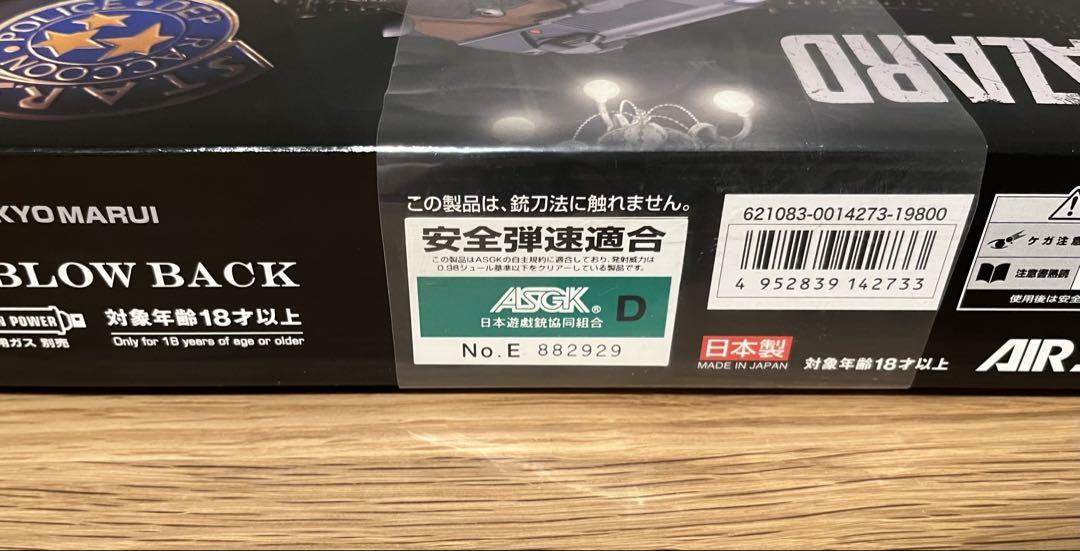 POLICE DEP
RACCOON
S.T.A.R.
AZARD
KYO MARUI
BLOW BACK
N POWER
用ガス 別売
対象年齢18才以上
Only for 18 years of age or older
この製品は、銃刀法に触れません。
安全弾速適合
この製品はASGKの自主規約に適合しており、発射威力は
0.98ジュール基準以下をクリアーしている製品です。
ASGK® D
日本遊戯銃協同組合
No.E 882929
621083-0014273-19800
4 952839 142733
日本製
MADE IN JAPAN
対象年齢18才以上
ケガ注意
注意書熟読
使用後は安全
AIR